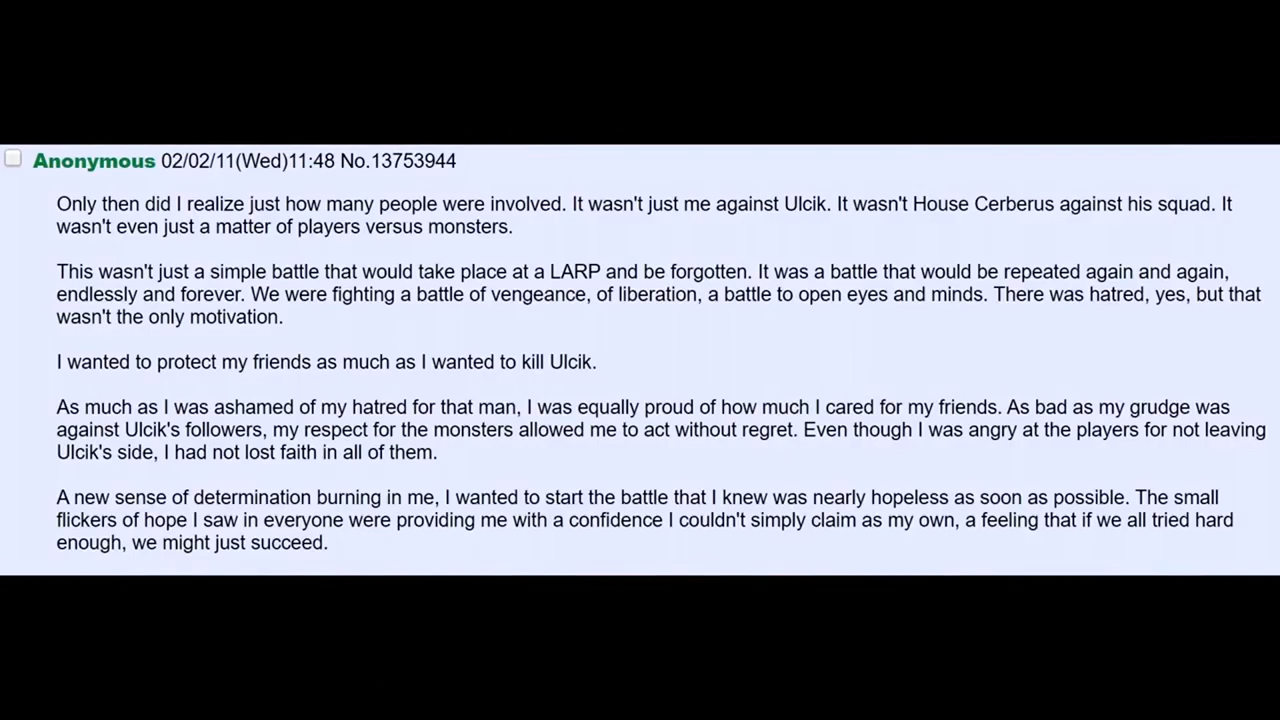 Anonymous 02/02/11(Wed)11:48 No.13753944
Only then did I realize just how many people were involved. It wasn't just me against Ulcik. It wasn't House Cerberus against his squad. It
wasn't even just a matter of players versus monsters.
This wasn't just a simple battle that would take place at a LARP and be forgotten. It was a battle that would be repeated again and again,
endlessly and forever. We were fighting a battle of vengeance, of liberation, a battle to open eyes and minds. There was hatred, yes, but that
wasn't the only motivation.
I wanted to protect my friends as much as I wanted to kill Ulcik.
As much as I was ashamed of my hatred for that man, I was equally proud of how much I cared for my friends. As bad as my grudge was
against Ulcik's followers, my respect for the monsters allowed me to act without regret. Even though I was angry at the players for not leaving
Ulcik's side, I had not lost faith in all of them.
A new sense of determination burning in me, I wanted to start the battle that I knew was nearly hopeless as soon as possible. The small
flickers of hope I saw in everyone were providing me with a confidence I couldn't simply claim as my own, a feeling that if we all tried hard
enough, we might just succeed.